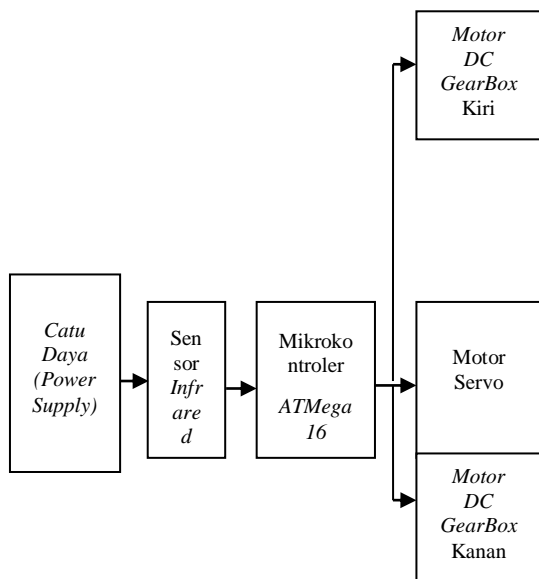 Motor
DC
GearBox
Kiri
Catu
Daya
(Power
Supply)
Sen
sor
Infr
are
d
Mikroko
ntroler
ATMega
16
Motor
Servo
Motor
DC
GearBox
Kanan